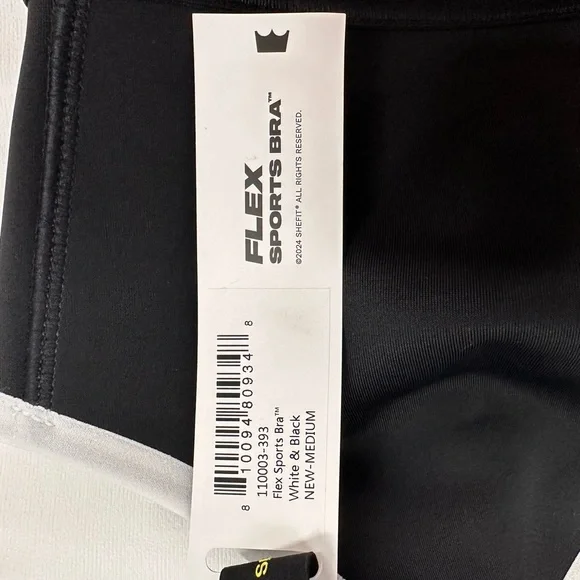 FLEX
SPORTS BRA™
©2024 SHEFIT® ALL RIGHTS RESERVED.
8 10094 80934 8
110003-393
Flex Sports Bra™
White & Black
NEW-MEDIUM